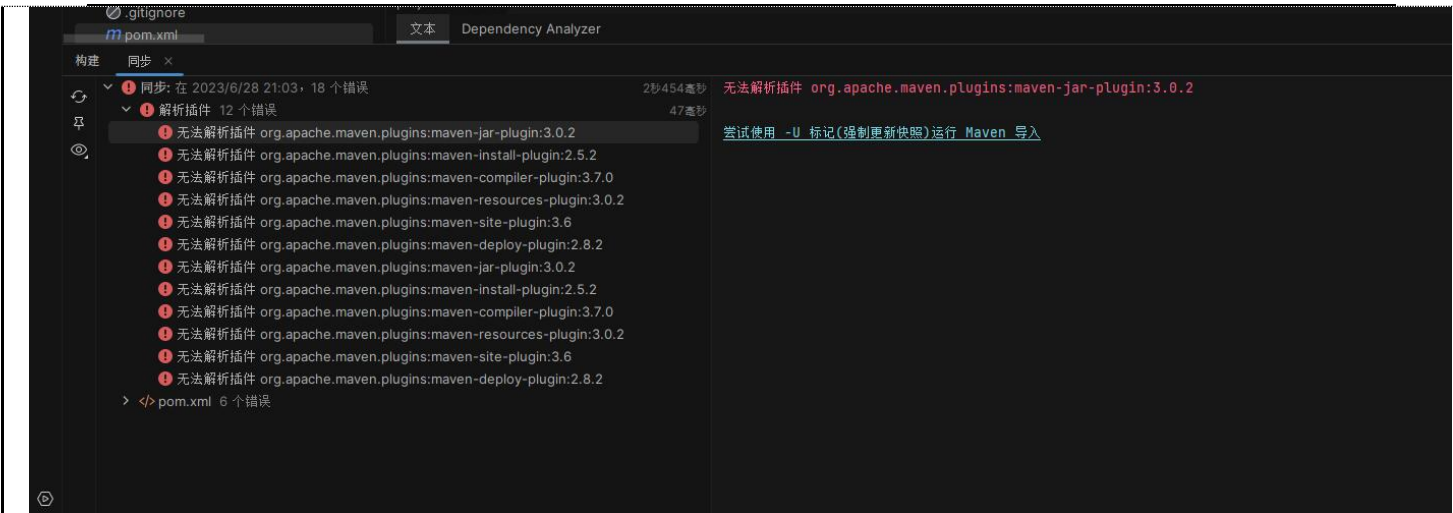 .gitignore
pom.xml
文本 Dependency Analyzer
构建 同步 ×
同步: 在 2023/6/28 21:03，18 个错误 2秒454毫秒
解析插件 12 个错误 47毫秒
无法解析插件 org.apache.maven.plugins:maven-jar-plugin:3.0.2
无法解析插件 org.apache.maven.plugins:maven-install-plugin:2.5.2
无法解析插件 org.apache.maven.plugins:maven-compiler-plugin:3.7.0
无法解析插件 org.apache.maven.plugins:maven-resources-plugin:3.0.2
无法解析插件 org.apache.maven.plugins:maven-site-plugin:3.6
无法解析插件 org.apache.maven.plugins:maven-deploy-plugin:2.8.2
无法解析插件 org.apache.maven.plugins:maven-jar-plugin:3.0.2
无法解析插件 org.apache.maven.plugins:maven-install-plugin:2.5.2
无法解析插件 org.apache.maven.plugins:maven-compiler-plugin:3.7.0
无法解析插件 org.apache.maven.plugins:maven-resources-plugin:3.0.2
无法解析插件 org.apache.maven.plugins:maven-site-plugin:3.6
无法解析插件 org.apache.maven.plugins:maven-deploy-plugin:2.8.2
pom.xml 6 个错误
无法解析插件 org.apache.maven.plugins:maven-jar-plugin:3.0.2
尝试使用 -U 标记(强制更新快照)运行 Maven 导入